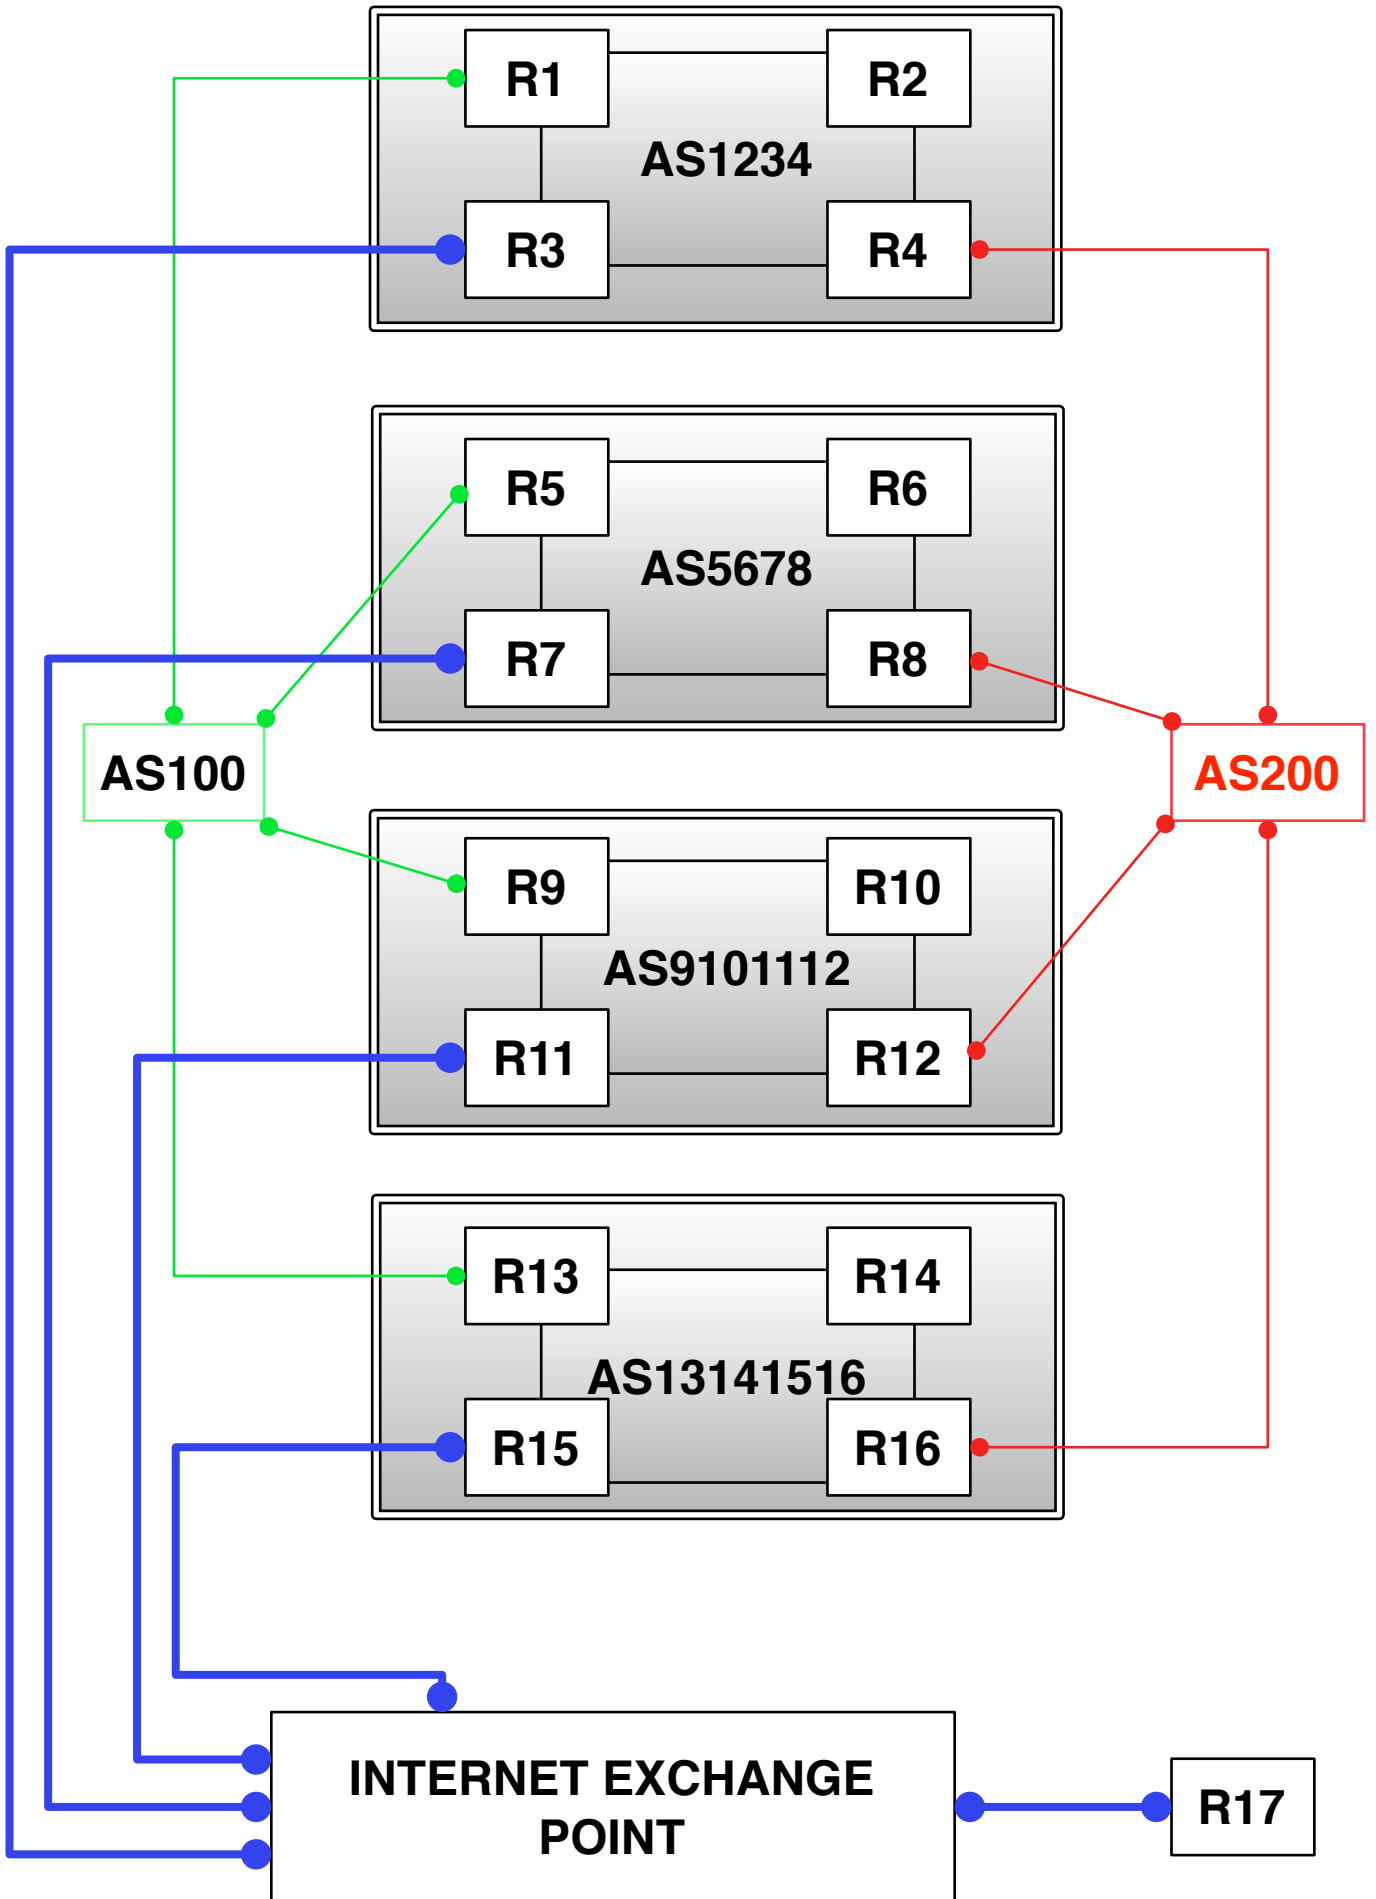 R1
R2
AS1234
R3
R4
R5
R6
AS5678
R7
R8
AS100
AS200
R9
R10
AS9101112
R11
R12
R13
R14
AS13141516
R15
R16
INTERNET EXCHANGE
POINT
R17